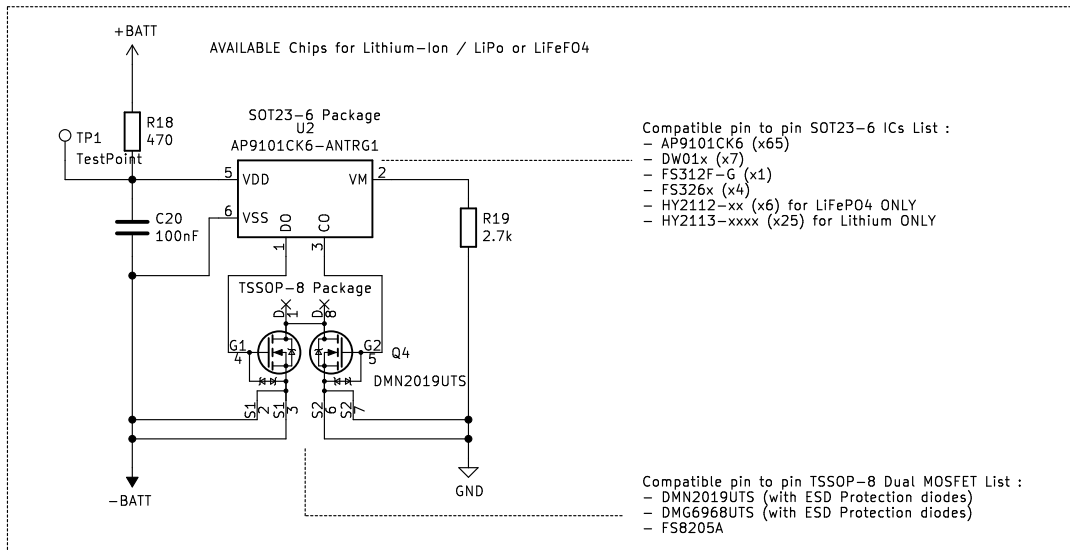 +BATT
AVAILABLE Chips for Lithium-Ion / LiPo or LiFeFO4
R18
470
TP1
TestPoint
SOT23-6 Package
U2
AP9101CK6-ANTRG1
5
VDD
VM
2
6
VSS
DO
CO
1
3
C20
100nF
R19
2.7k
Compatible pin to pin SOT23-6 ICs List :
- AP9101CK6 (x65)
- DW01x (x7)
- FS312F-G (x1)
- FS326x (x4)
- HY2112-xx (x6) for LiFePO4 ONLY
- HY2113-xxxx (x25) for Lithium ONLY
TSSOP-8 Package
D
1
D
8
G1
4
G2
5
Q4
DMN2019UTS
S1
2
S1
3
S2
6
S2
7
-BATT
GND
Compatible pin to pin TSSOP-8 Dual MOSFET List :
- DMN2019UTS (with ESD Protection diodes)
- DMG6968UTS (with ESD Protection diodes)
- FS8205A